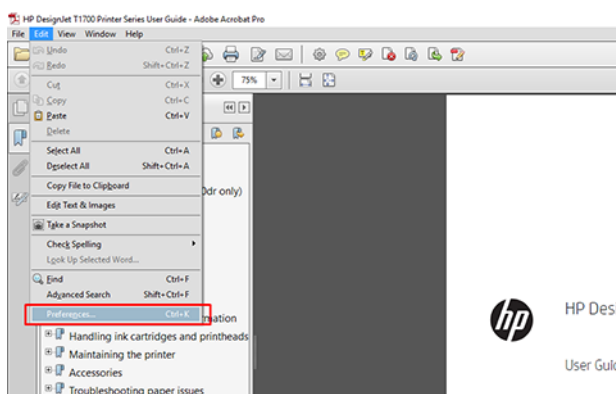 HP DesignJet T1700 Printer Series User Guide - Adobe Acrobat Pro
File Edit View Window Help
Undo Ctrl+Z
Redo Shift+Ctrl+Z
75%
Cut Ctrl+X
Copy Ctrl+C
Paste Ctrl+V
Delete
Select All Ctrl+A
Deselect All Shift+Ctrl+A
Copy File to Clipboard
0dr only)
Edit Text & Images
Take a Snapshot
Check Spelling
Look Up Selected Word...
Find Ctrl+F
Advanced Search Shift+Ctrl+F
Preferences... Ctrl+K
mation
hp
HP Des
Handling ink cartridges and printheads
Maintaining the printer
Accessories
User Guid
Troubleshooting paper issues